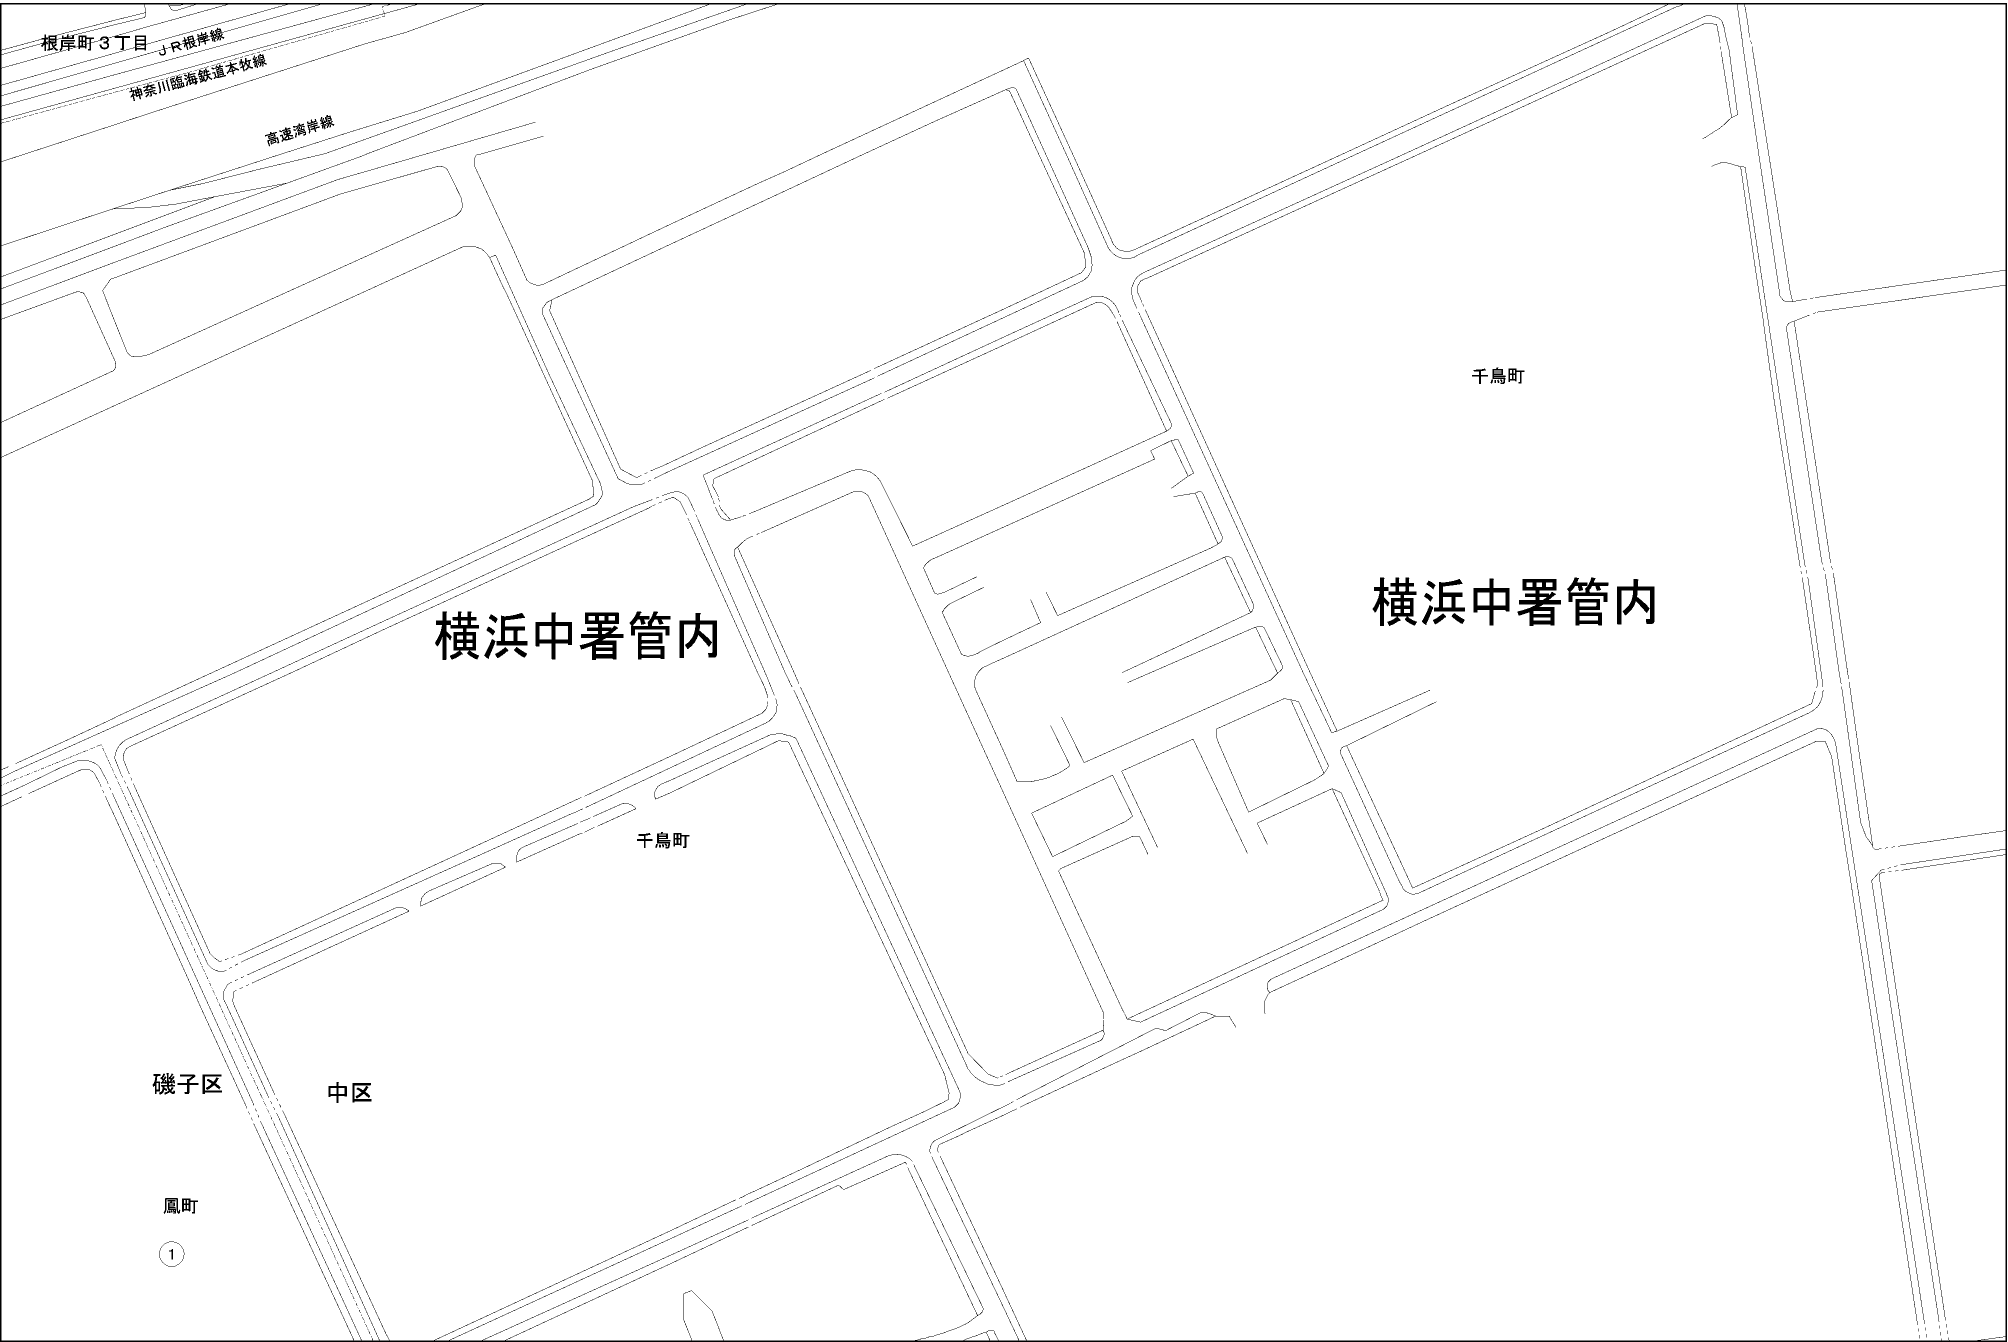 根岸町３丁目
ＪＲ根岸線
神奈川臨海鉄道本牧線
高速湾岸線
千鳥町
横浜中署管内
横浜中署管内
千鳥町
磯子区
中区
鳳町
1